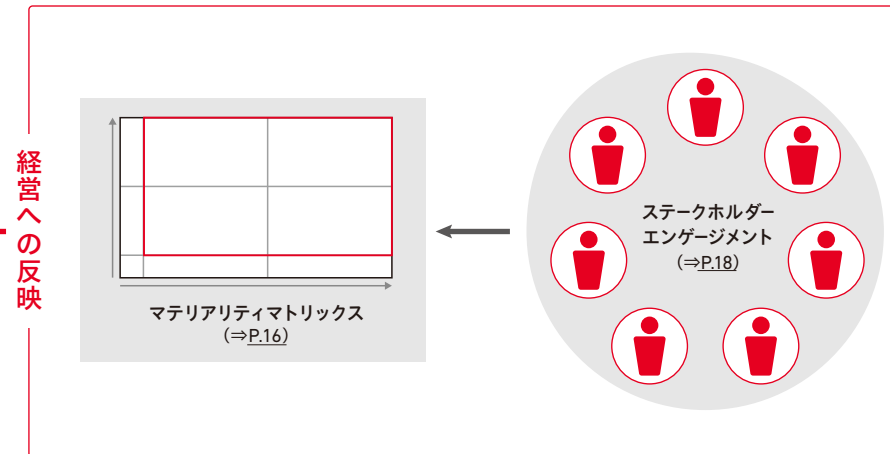 経営への反映
マテリアリティマトリックス
(⇒P.16)
ステークホルダー
エンゲージメント
(⇒P.18)